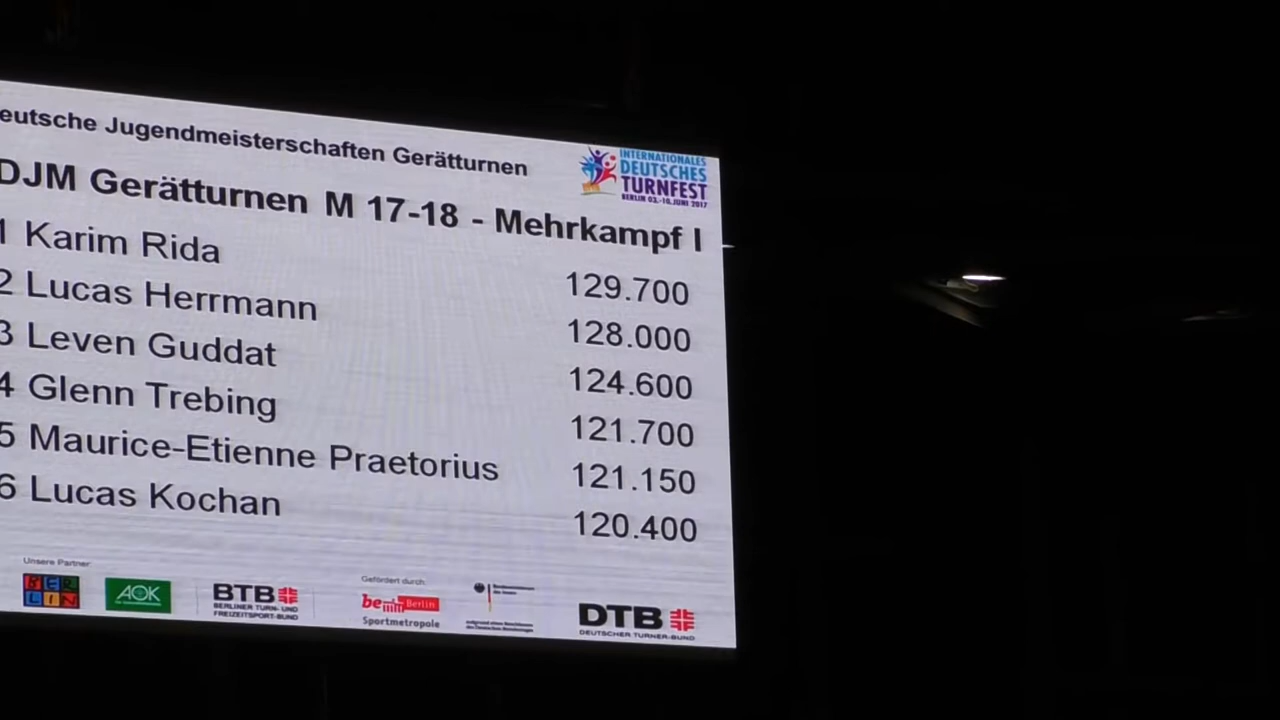 eutsche Jugendmeisterschaften Gerätturnen
INTERNATIONALES
DEUTSCHES
TURNFEST
BERLIN 03.-10. JUNI 2017
DJM Gerätturnen M 17-18 - Mehrkampf I
1 Karim Rida 129.700
2 Lucas Herrmann 128.000
3 Leven Guddat 124.600
4 Glenn Trebing 121.700
5 Maurice-Etienne Praetorius 121.150
6 Lucas Kochan 120.400
Unsere Partner:
BERLIN
AOK
BTB
BERLINER TURN- UND
FREIZEITSPORT-BUND
Gefördert durch:
be Berlin
Sportmetropole
DTB
DEUTSCHER TURNER-BUND